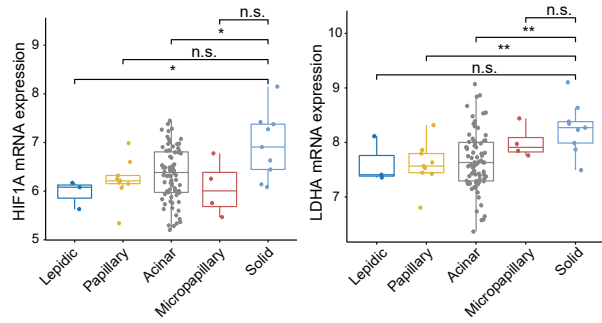 n.s.
*
n.s.
*
HIF1A mRNA expression
9
8
7
6
5
Lepidic
Papillary
Acinar
Micropapillary
Solid
n.s.
**
**
n.s.
LDHA mRNA expression
10
9
8
7
Lepidic
Papillary
Acinar
Micropapillary
Solid